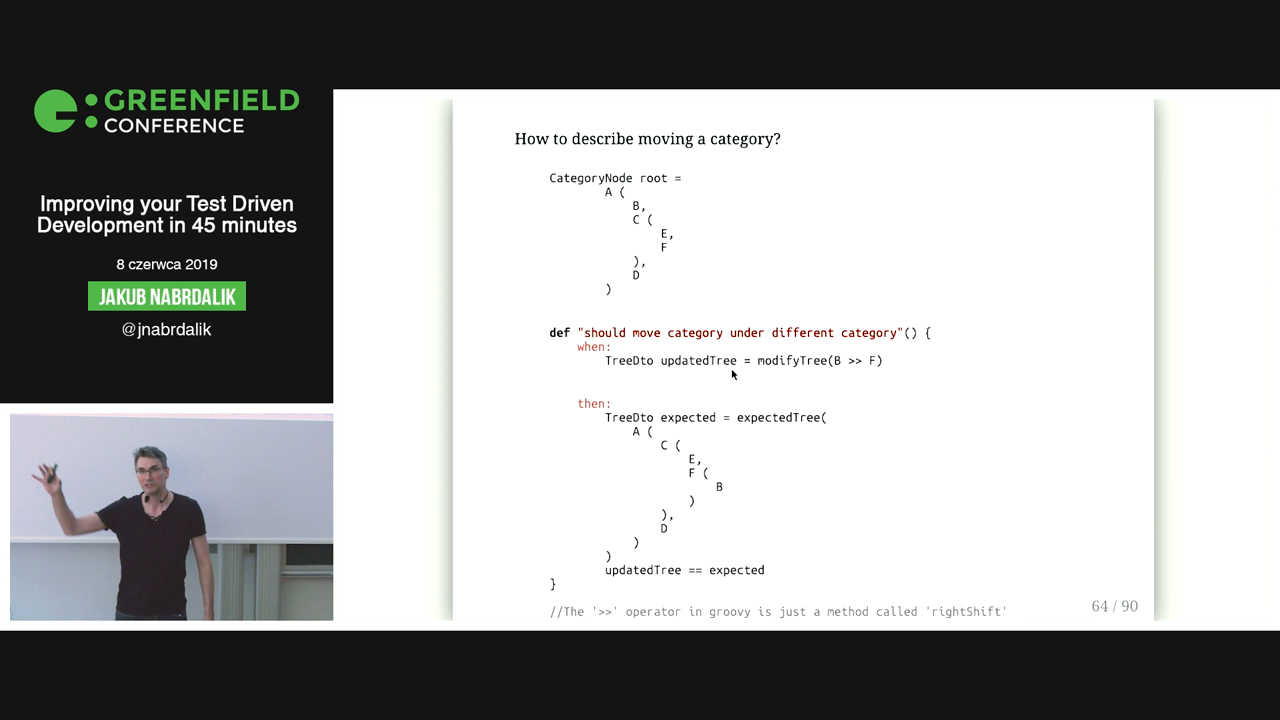 GREENFIELD
CONFERENCE
Improving your Test Driven
Development in 45 minutes
8 czerwca 2019
JAKUB NABRDALIK
@jnabrdalik
How to describe moving a category?
CategoryNode root =
A (
B,
C (
E,
F
),
D
)
def "should move category under different category"() {
when:
TreeDto updatedTree = modifyTree(B >> F)
then:
TreeDto expected = expectedTree(
A (
C (
E,
F (
B
)
),
D
)
)
updatedTree == expected
}
//The '>>' operator in groovy is just a method called 'rightShift'
64 / 90